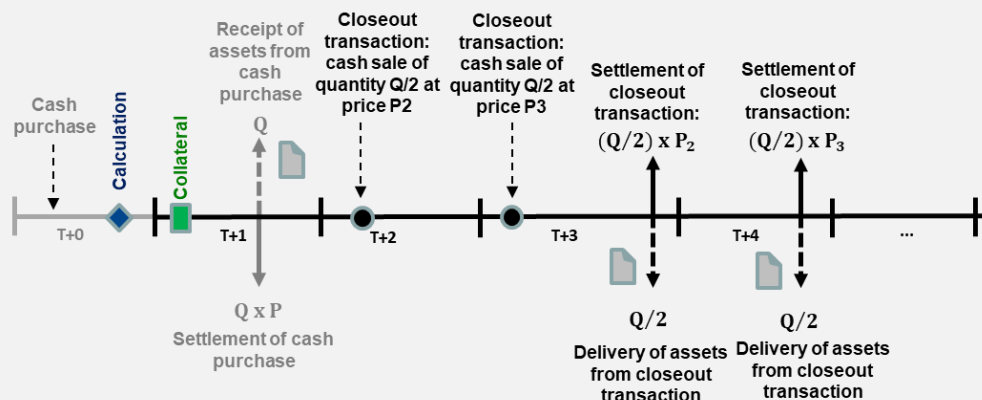 Cash
purchase
Calculation
Collateral
Receipt of
assets from
cash
purchase
Q
Closeout
transaction:
cash sale of
quantity Q/2 at
price P2
Closeout
transaction:
cash sale of
quantity Q/2 at
price P3
Settlement of
closeout
transaction:
(Q/2) x P₂
Settlement of
closeout
transaction:
(Q/2) x P₃
T+0
T+1
T+2
T+3
T+4
...
Q x P
Settlement of cash
purchase
Q/2
Delivery of assets
from closeout
transaction
Q/2
Delivery of assets
from closeout
transaction